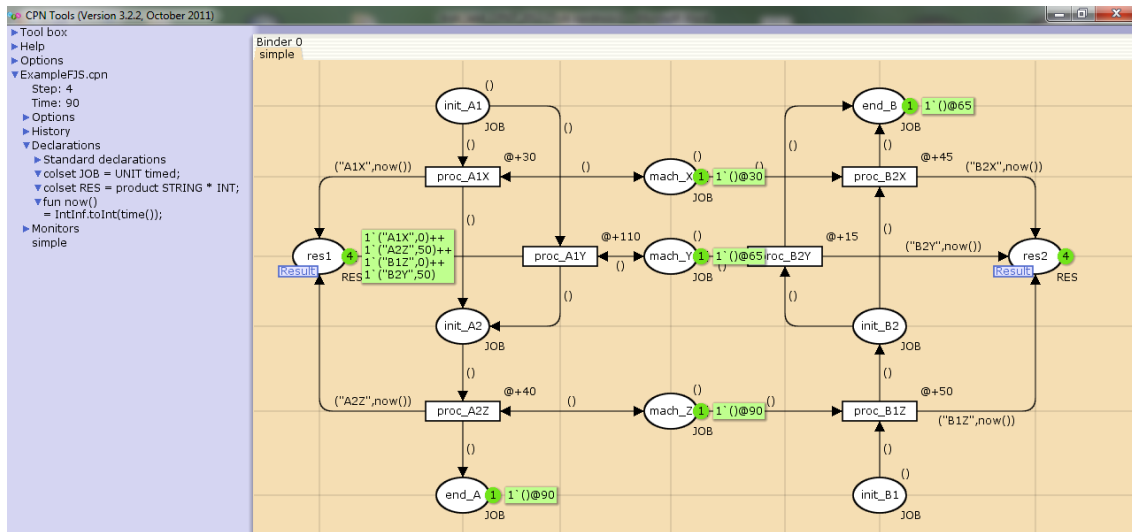 CPN Tools (Version 3.2.2, October 2011)
Tool box
Help
Options
ExampleFJS.cpn
Step: 4
Time: 90
Options
History
Declarations
Standard declarations
colset JOB = UNIT timed;
colset RES = product STRING * INT;
fun now()
= IntInf.toInt(time());
Monitors
simple
Binder 0
simple
()
init_A1
JOB
()
()
end_B
1
1`()@65
JOB
()
()
@+30
("A1X",now())
proc_A1X
()
()
mach_X
1
1`()@30
JOB
()
@+45
proc_B2X
("B2X",now())
()
()
1`("A1X",0)++
1`("A2Z",50)++
1`("B1Z",0)++
1`("B2Y",50)
res1
4
Result
RES
@+110
proc_A1Y
()
()
mach_Y
1
1`()@65
JOB
()
@+15
proc_B2Y
("B2Y",now())
res2
4
Result
RES
()
init_A2
JOB
init_B2
JOB
()
()
@+40
("A2Z",now())
proc_A2Z
()
()
mach_Z
1
1`()@90
JOB
()
@+50
proc_B1Z
("B1Z",now())
()
()
end_A
1
1`()@90
JOB
()
init_B1
JOB